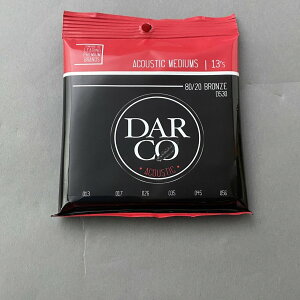 ACOUSTIC MEDIUMS | 13's
80/20 BRONZE
D530
DAR
CO
ACOUSTIC
.013 .017 .026 .035 .045 .056